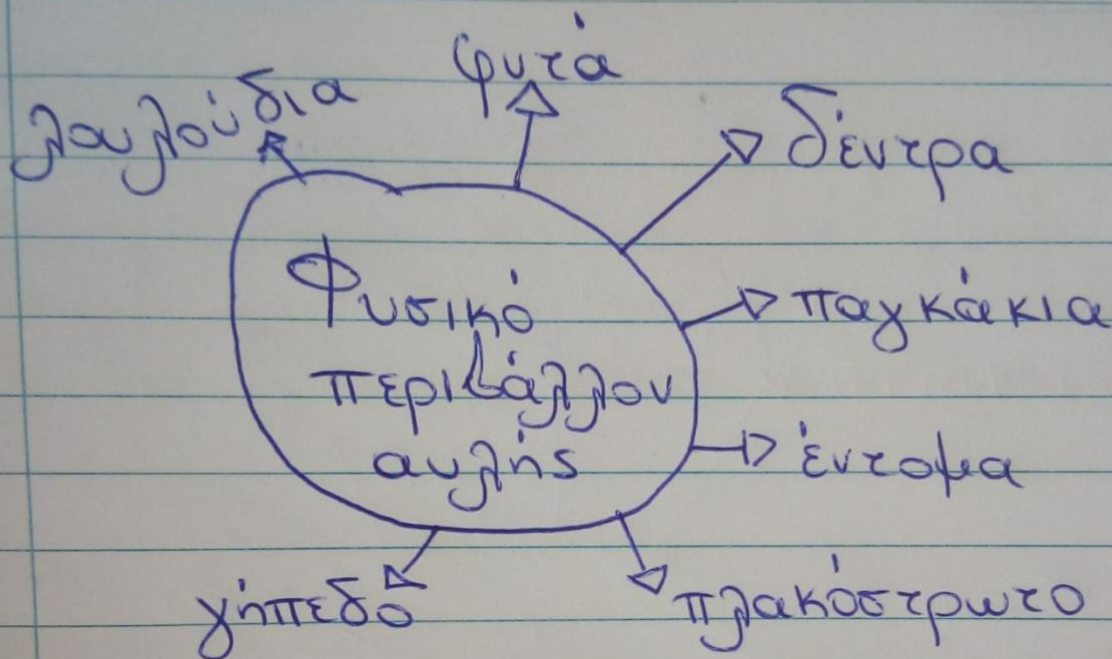 φυτά
λουλούδια
δέντρα
Φυσικό
περιβάλλον
αυλής
παγκάκια
έντομα
γήπεδο
πλακόστρωτο